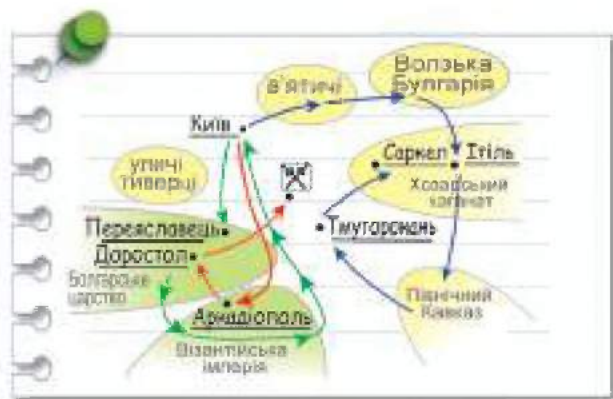 Волзька
Булгарія
в'ятичі
Київ
Саркел
Ітіль
уличі
тиверці
Хозарський
каганат
Переяславець
Тмутаракань
Доростол
Болгарське
царство
Північний
Кавказ
Аркадіополь
Візантійська
імперія